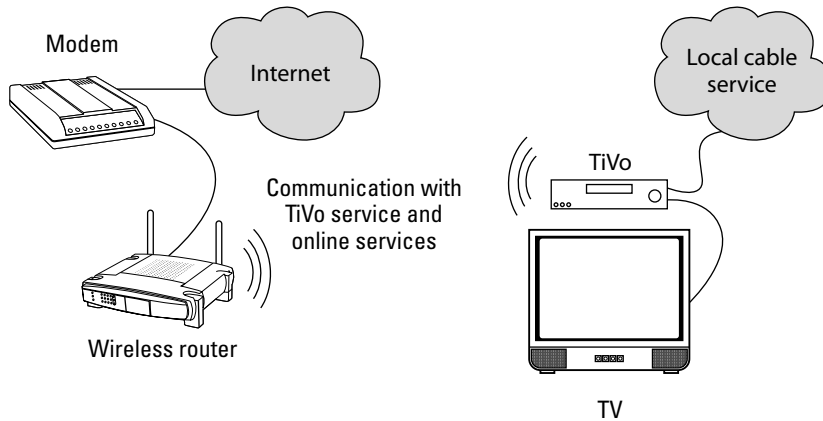 Modem
Internet
Local cable
service
TiVo
Communication with
TiVo service and
online services
Wireless router
TV